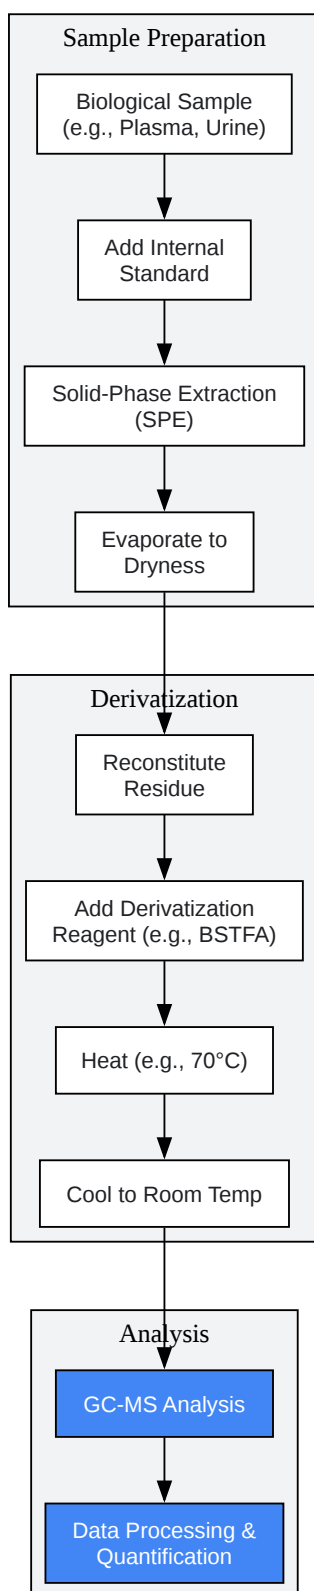 Sample Preparation
Biological Sample
(e.g., Plasma, Urine)
Add Internal
Standard
Solid-Phase Extraction
(SPE)
Evaporate to
Dryness
Derivatization
Reconstitute
Residue
Add Derivatization
Reagent (e.g., BSTFA)
Heat (e.g., 70°C)
Cool to Room Temp
Analysis
GC-MS Analysis
Data Processing &
Quantification